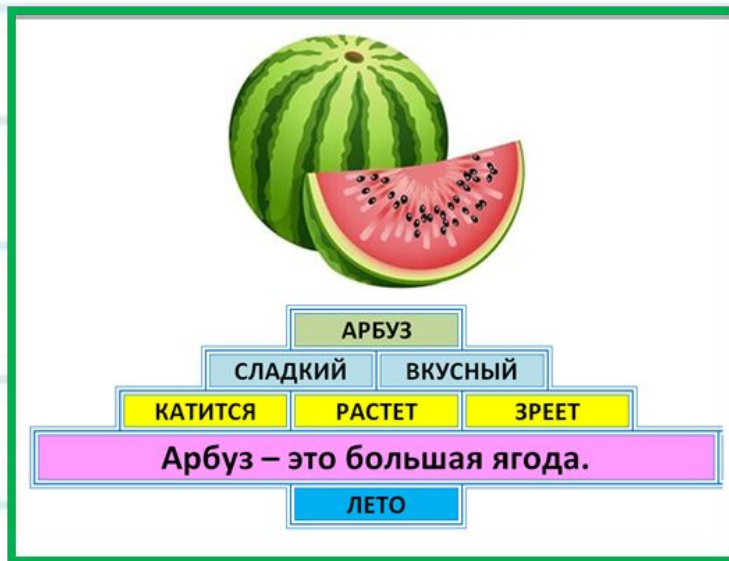 АРБУЗ
СЛАДКИЙ ВКУСНЫЙ
КАТИТСЯ РАСТЕТ ЗРЕЕТ
Арбуз – это большая ягода.
ЛЕТО